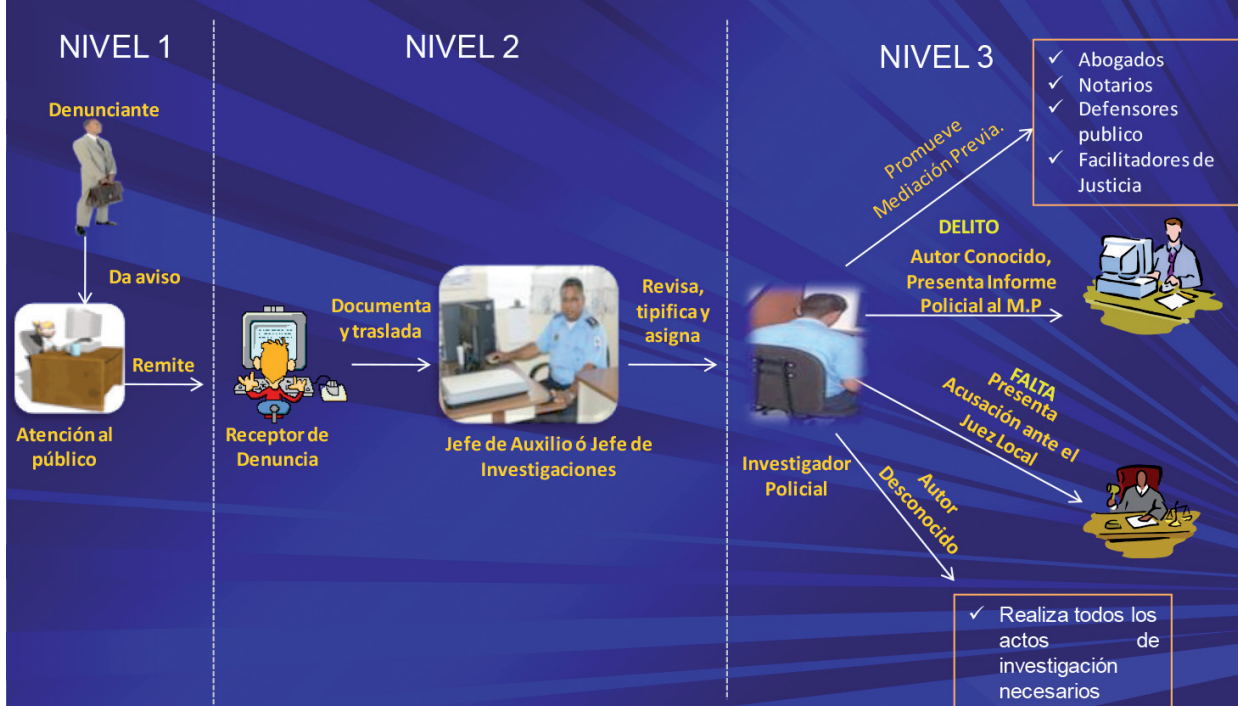 NIVEL 1
Denunciante
Da aviso
Atención al
público
Remite
NIVEL 2
Receptor de
Denuncia
Documenta
y traslada
Jefe de Auxilio ó Jefe de
Investigaciones
Revisa,
tipifica y
asigna
NIVEL 3
Investigador
Policial
Promueve
Mediación Previa.
✓ Abogados
✓ Notarios
✓ Defensores
publico
✓ Facilitadores de
Justicia
DELITO
Autor Conocido,
Presenta Informe
Policial al M.P
FALTA
Presenta
Acusación ante el
Juez Local
Autor
Desconocido
✓ Realiza todos los
actos de
investigación
necesarios